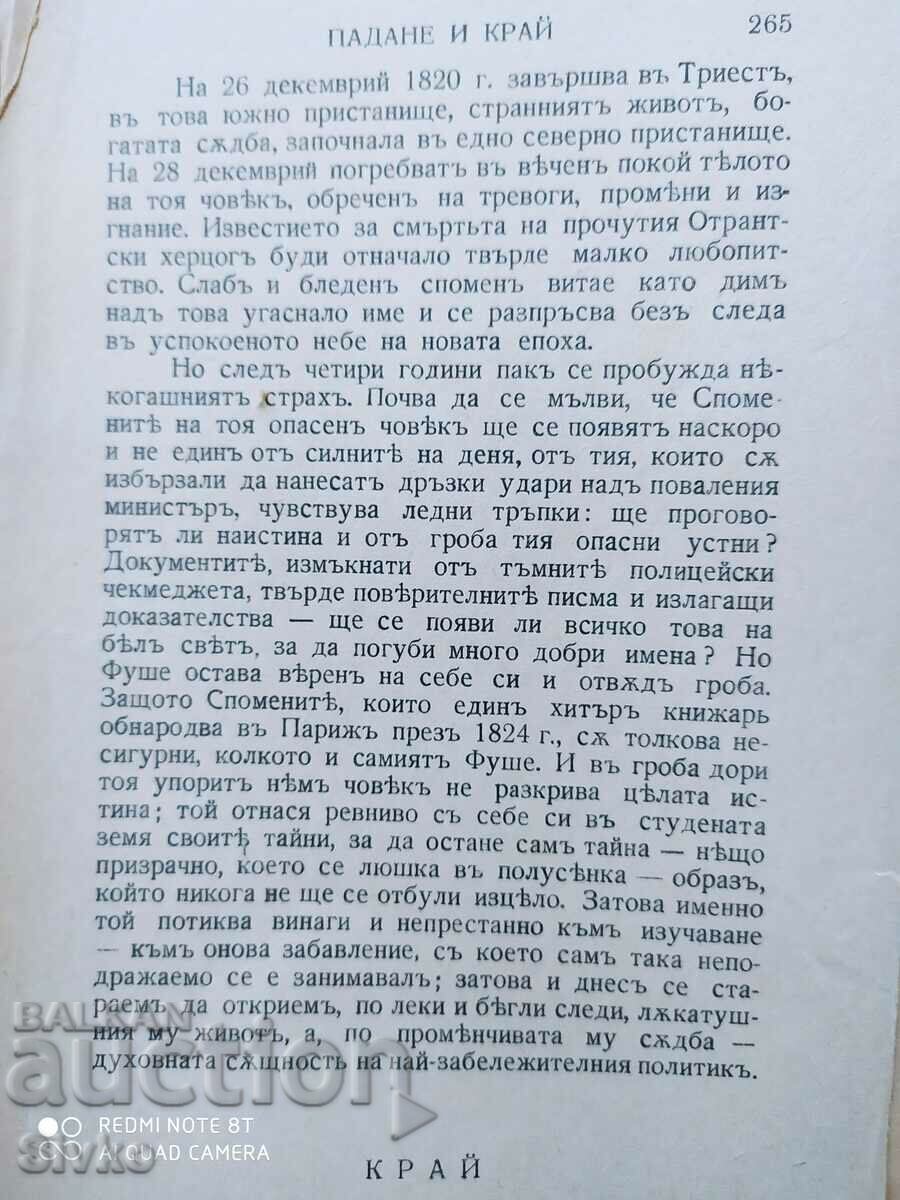 ПАДАНЕ И КРАЙ 265
На 26 декемврий 1820 г. завършва въ Триестъ,
въ това южно пристанище, странниятъ животъ, бо-
гатата сѫдба, започнала въ едно северно пристанище.
На 28 декемврий погребватъ въ вѣченъ покой тѣлото
на тоя човѣкъ, обреченъ на тревоги, промѣни и из-
гнание. Известието за смъртьта на прочутия Отрант-
ски херцогъ буди отначало твърде малко любопит-
ство. Слабъ и бледенъ споменъ витае като димъ
надъ това угаснало име и се разпръсва безъ следа
въ успокоеното небе на новата епоха.
Но следъ четири години пакъ се пробужда нѣ-
когашниятъ страхъ. Почва да се мълви, че Споме-
нитѣ на тоя опасенъ човѣкъ ще се появятъ наскоро
и не единъ отъ силнитѣ на деня, отъ тия, които сѫ
избързали да нанесатъ дръзки удари надъ поваления
министъръ, чувствува ледни тръпки: ще прогово-
рятъ ли наистина и отъ гроба тия опасни устни?
Документитѣ, измъкнати отъ тъмнитѣ полицейски
чекмеджета, твърде повѣрителнитѣ писма и излагащи
доказателства — ще се появи ли всичко това на
бѣлъ свѣтъ, за да погуби много добри имена? Но
Фуше остава вѣренъ на себе си и отвѫдъ гроба.
Защото Споменитѣ, които единъ хитъръ книжарь
обнародва въ Парижъ презъ 1824 г., сѫ толкова не-
сигурни, колкото и самиятъ Фуше. И въ гроба дори
тоя упоритъ нѣмъ човѣкъ не разкрива цѣлата ис-
тина; той отнася ревниво съ себе си въ студената
земя своитѣ тайни, за да остане самъ тайна — нѣщо
призрачно, което се люшка въ полусѣнка — образъ,
който никога не ще се отбули изцѣло. Затова именно
той потиква винаги и непрестанно къмъ изучаване
— къмъ онова забавление, съ което самъ така непо-
дражаемо се е занимавалъ; затова и днесъ се ста-
раемъ да откриемъ, по леки и бѣгли следи, лѫкатуш-
ния му животъ, а, по промѣнчивата му сѫдба —
духовната сѫщность на най-забележителния политикъ.
BALKAN
auction
REDMI NOTE 8T
AI QUAD CAMERA
Sivko
КРАЙ